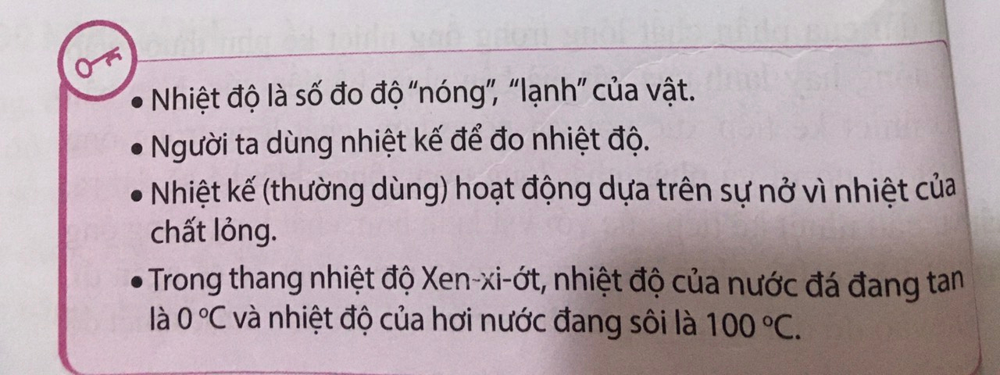 • Nhiệt độ là số đo độ “nóng”, “lạnh” của vật.
• Người ta dùng nhiệt kế để đo nhiệt độ.
• Nhiệt kế (thường dùng) hoạt động dựa trên sự nở vì nhiệt của
chất lỏng.
• Trong thang nhiệt độ Xen-xi-ớt, nhiệt độ của nước đá đang tan
là 0 °C và nhiệt độ của hơi nước đang sôi là 100 °C.